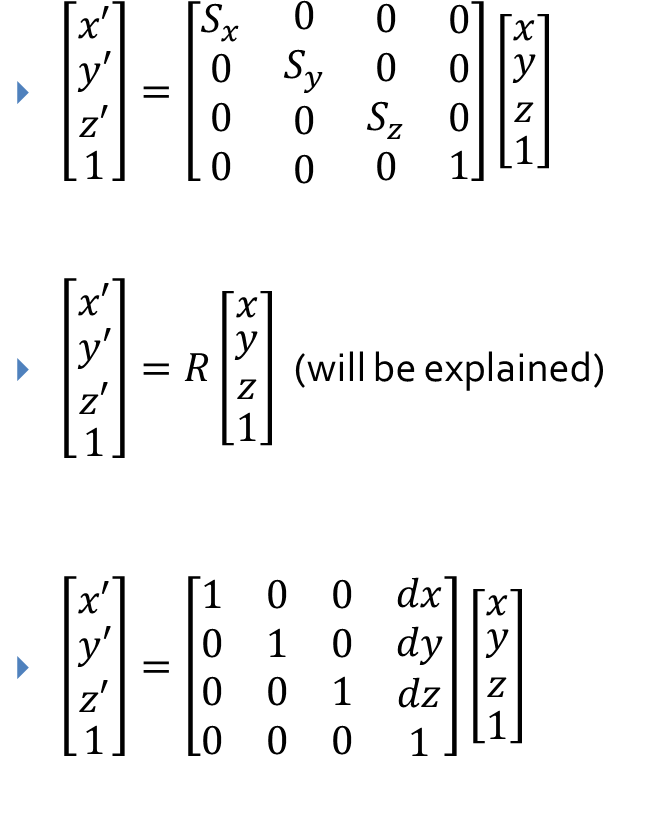 [x' y' z' 1] = [S_x 0 0 0; 0 S_y 0 0; 0 0 S_z 0; 0 0 0 1] [x y z 1]
[x' y' z' 1] = R [x y z 1] (will be explained)
[x' y' z' 1] = [1 0 0 dx; 0 1 0 dy; 0 0 1 dz; 0 0 0 1] [x y z 1]